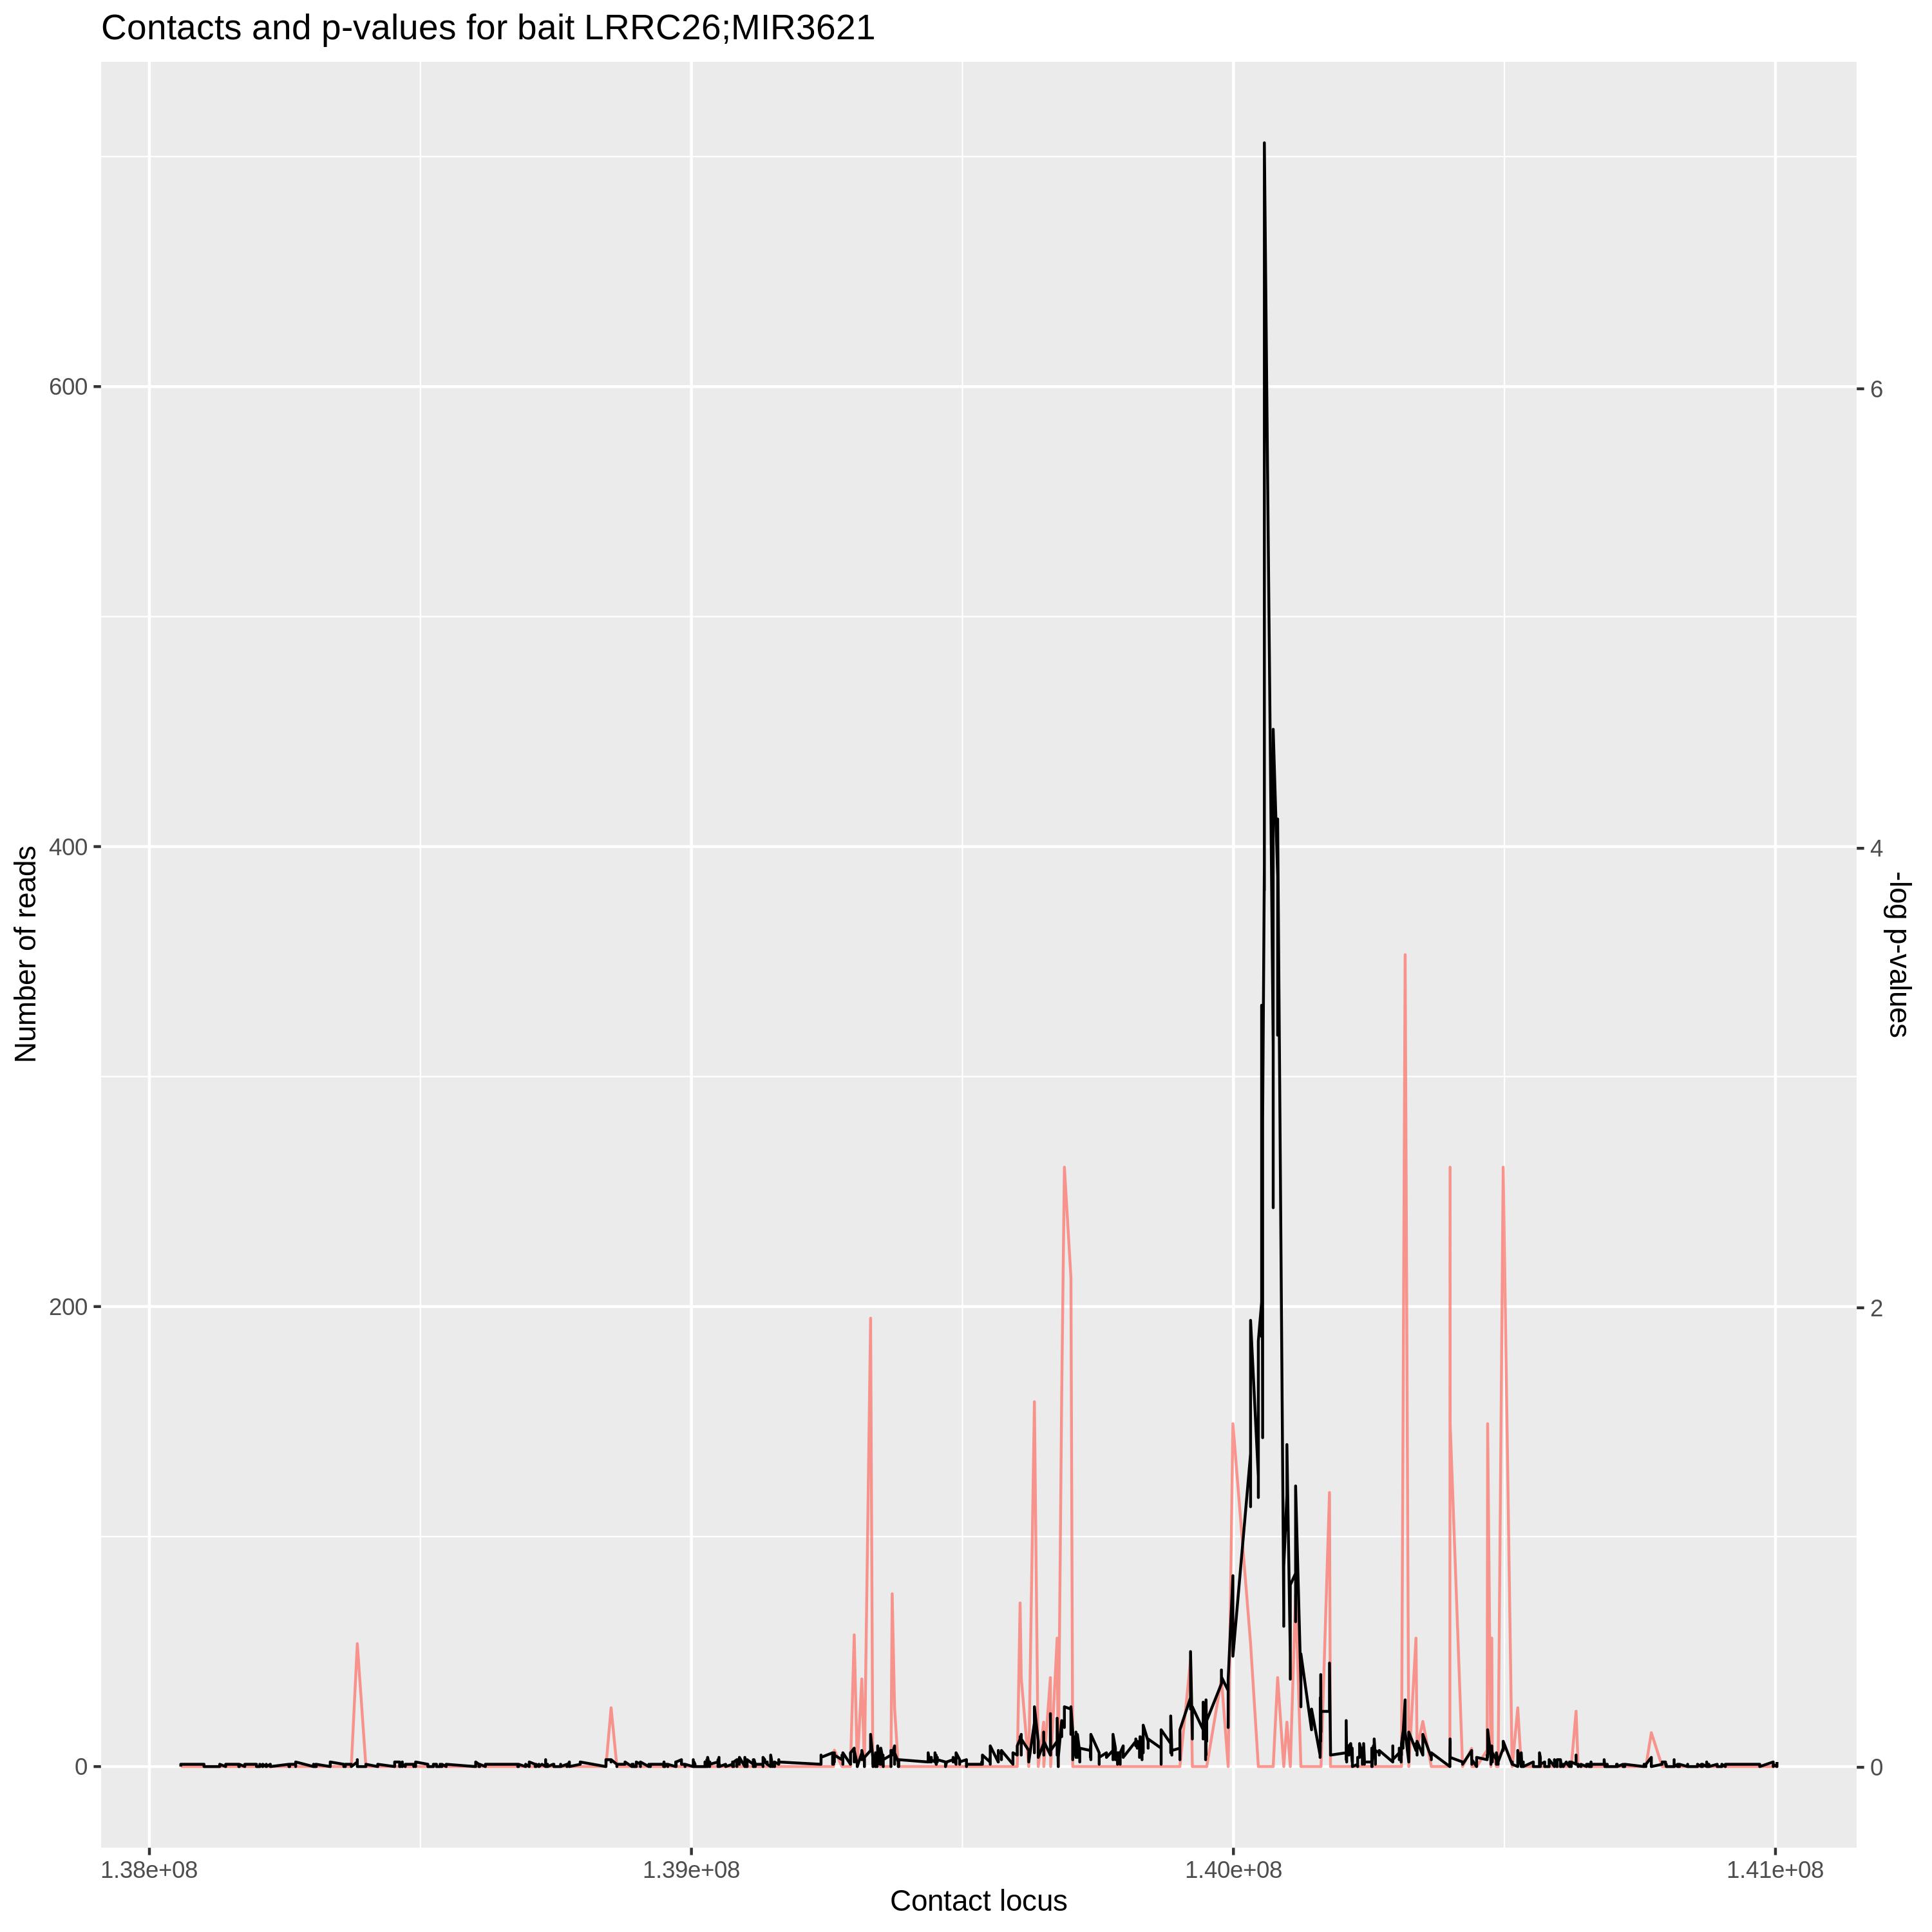 Contacts and p-values for bait LRRC26;MIR3621
600
400
200
0
Number of reads
6
4
2
0
-log p-values
1.38e+08
1.39e+08
1.40e+08
1.41e+08
Contact locus